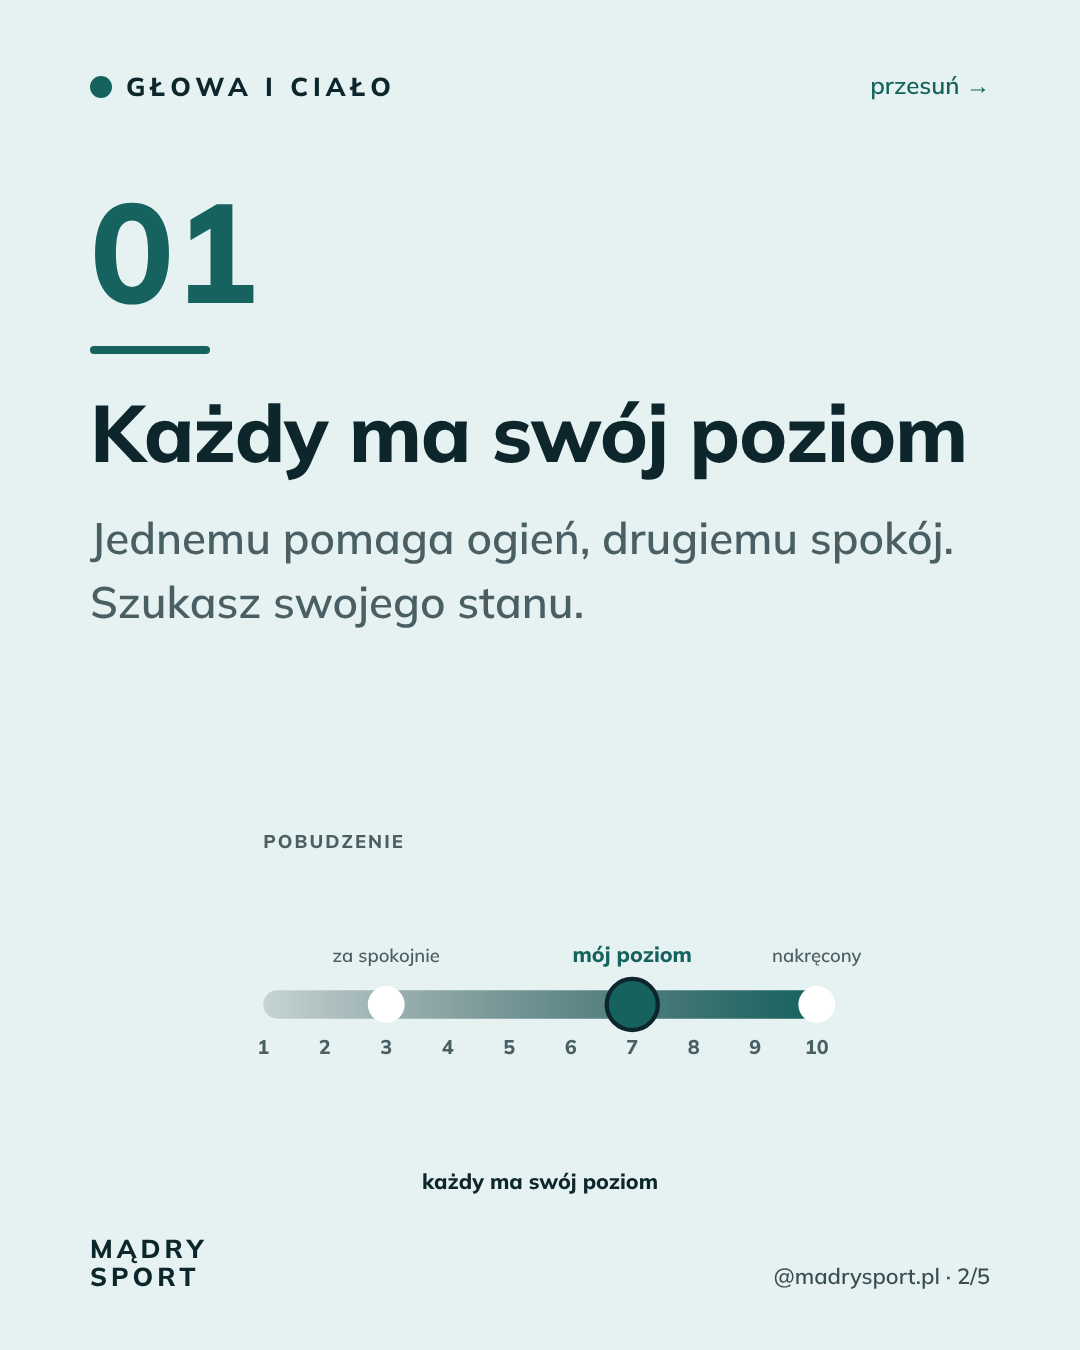 GŁOWA I CIAŁO
przesuń →
01
Każdy ma swój poziom
Jednemu pomaga ogień, drugiemu spokój.
Szukasz swojego stanu.
POBUDZENIE
za spokojnie mój poziom nakręcony
1 2 3 4 5 6 7 8 9 10
każdy ma swój poziom
MĄDRY
SPORT
@madrysport.pl · 2/5